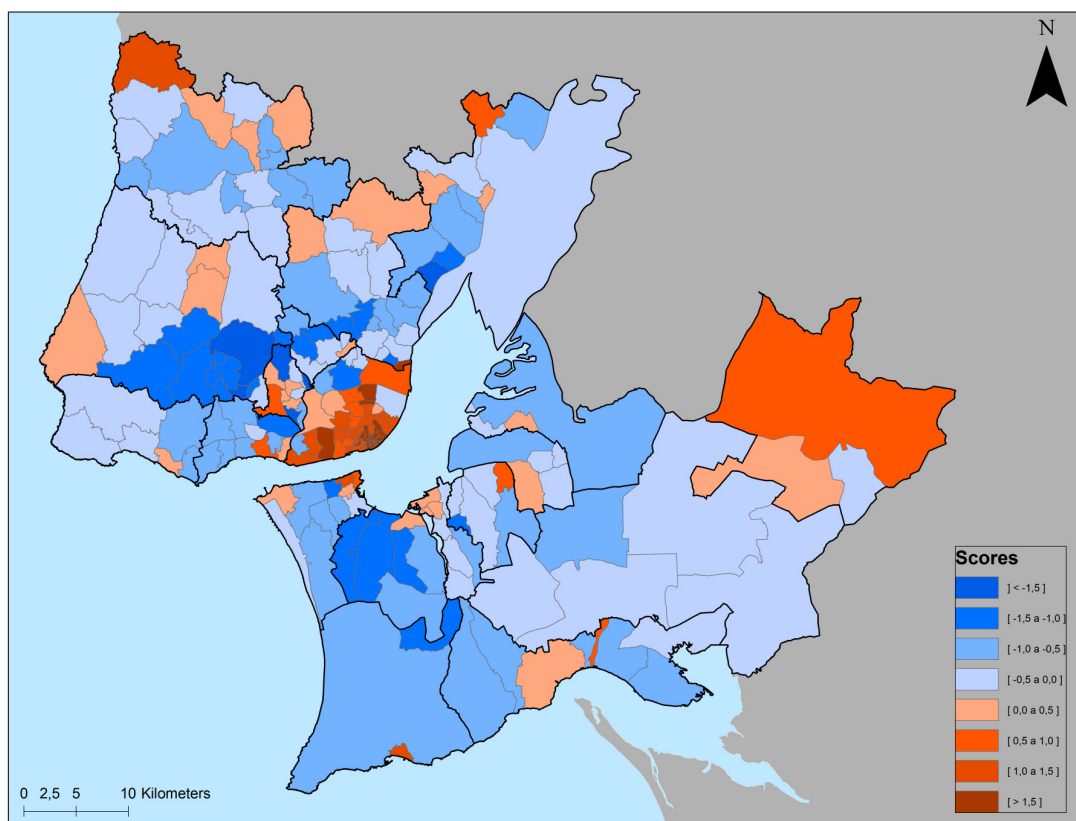 N
Scores
] < -1,5 ]
[ -1,5 a -1,0 ]
[ -1,0 a -0,5 ]
[ -0,5 a 0,0 ]
[ 0,0 a 0,5 ]
[ 0,5 a 1,0 ]
[ 1,0 a 1,5 ]
[ > 1,5 ]
0 2,5 5 10 Kilometers